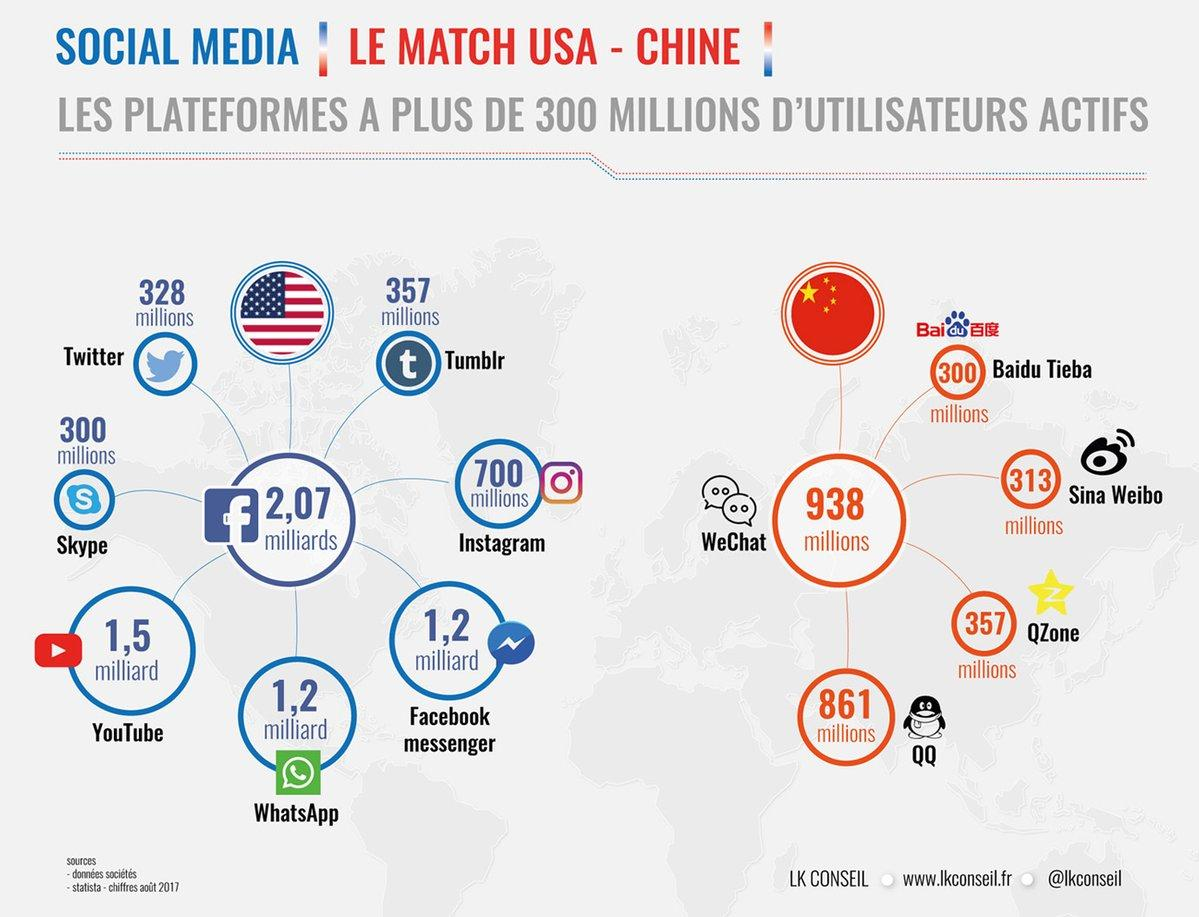 SOCIAL MEDIA LE MATCH USA - CHINE
LES PLATEFORMES A PLUS DE 300 MILLIONS D’UTILISATEURS ACTIFS
328
millions
Twitter
357
millions
t
Tumblr
300
millions
S
Skype
f
2,07
milliards
700
millions
Instagram
1,5
milliard
YouTube
1,2
milliard
WhatsApp
1,2
milliard
Facebook
messenger
Bai du 百度
300
millions
Baidu Tieba
313
millions
Sina Weibo
WeChat
938
millions
357
millions
Z
QZone
861
millions
QQ
sources
- données sociétés
- statista - chiffres août 2017
LK CONSEIL www.lkconseil.fr @lkconseil